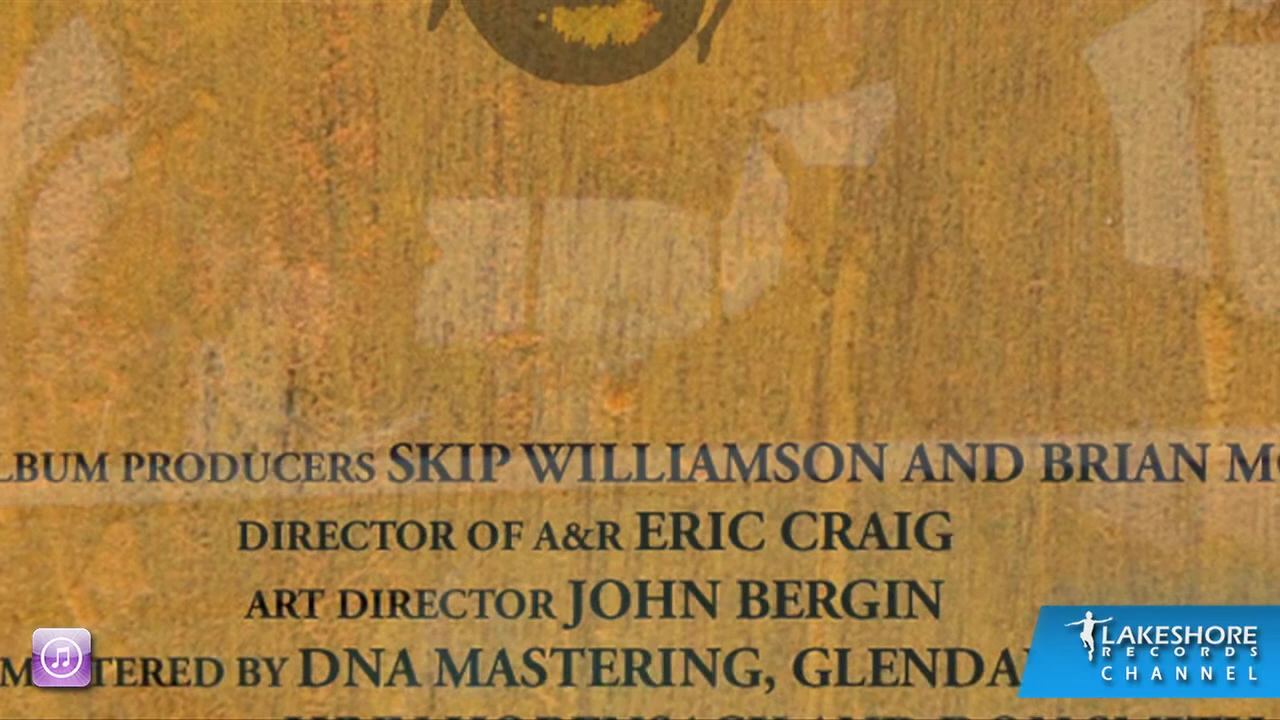 LBUM PRODUCERS SKIP WILLIAMSON AND BRIAN M
DIRECTOR OF A&R ERIC CRAIG
ART DIRECTOR JOHN BERGIN
TERED BY DNA MASTERING, GLENDA
LAKESHORE
RECORDS
CHANNEL